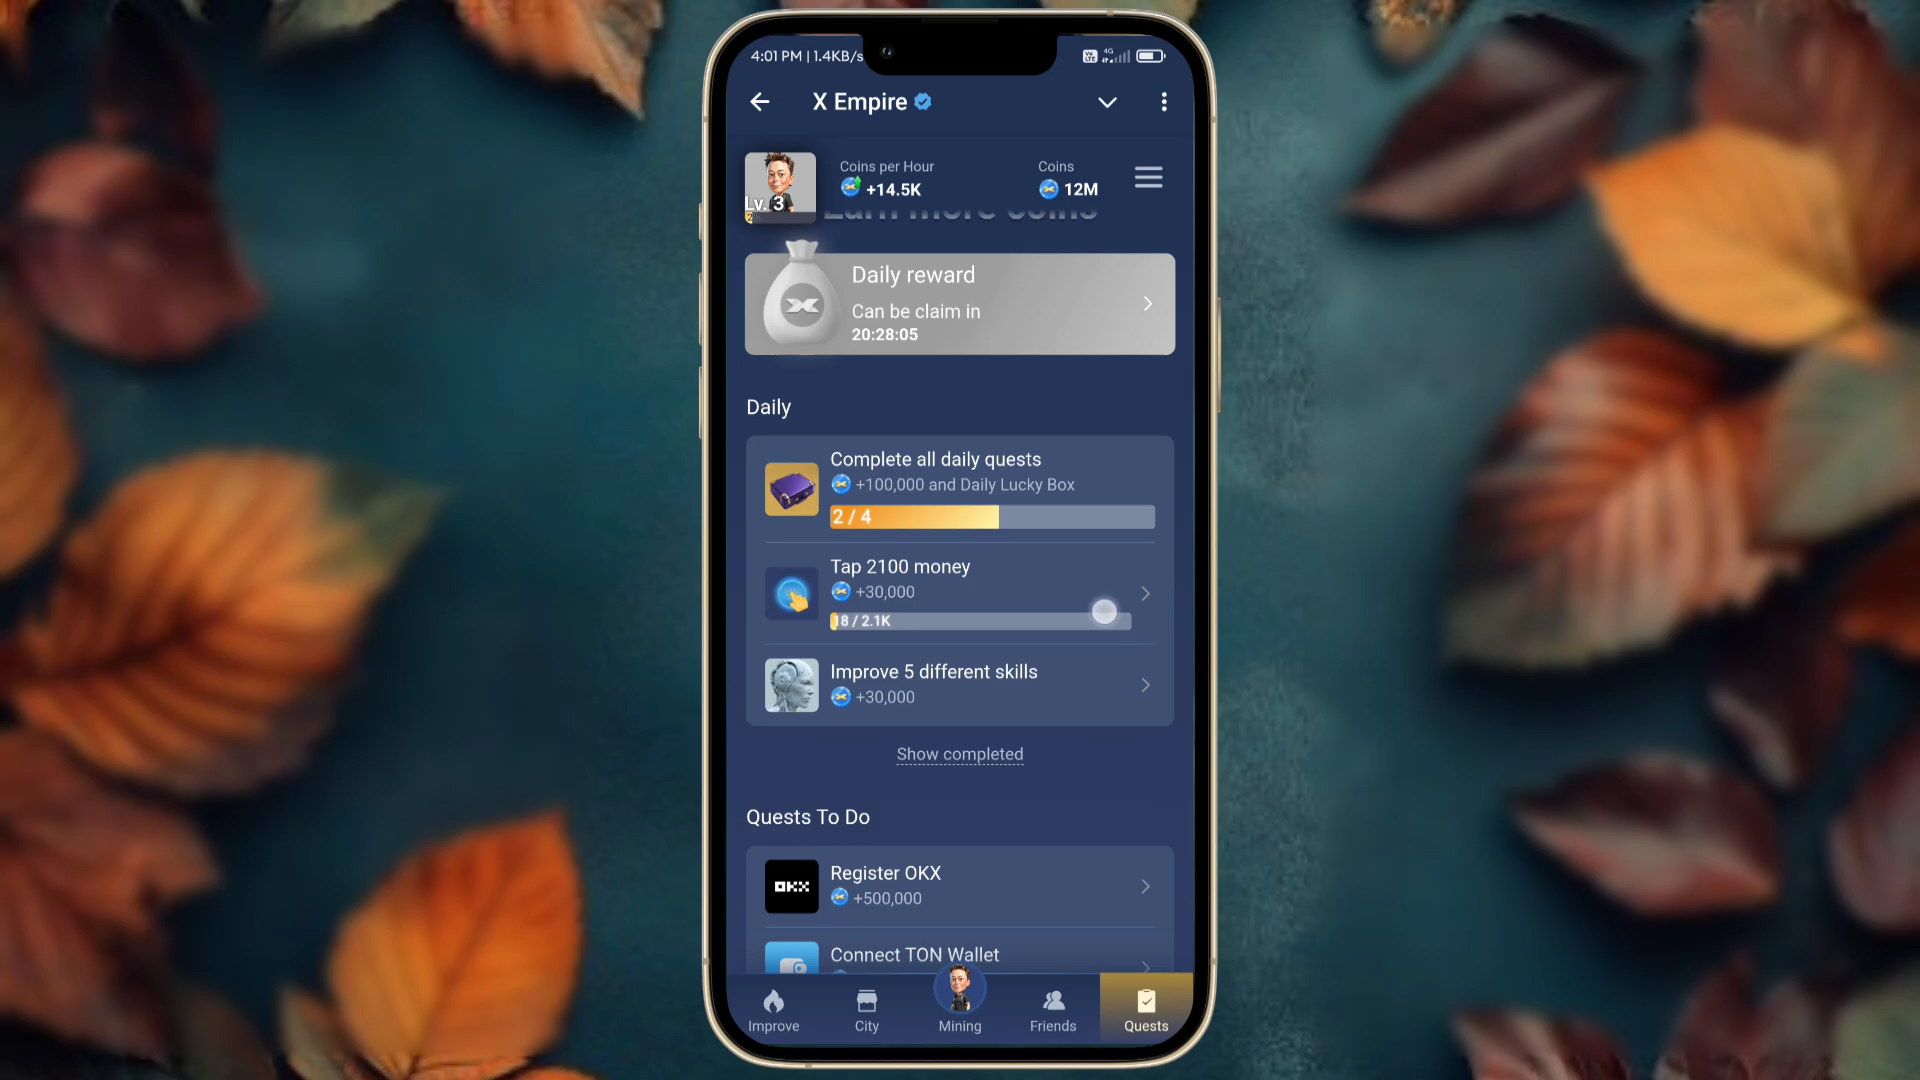 4:01 PM | 1.4KB/s
4G
X Empire
Coins per Hour
+14.5K
Coins
12M
Lv. 3
Earn more coins
Daily reward
Can be claim in
20:28:05
Daily
Complete all daily quests
+100,000 and Daily Lucky Box
2 / 4
Tap 2100 money
+30,000
18 / 2.1K
Improve 5 different skills
+30,000
Show completed
Quests To Do
OKX
Register OKX
+500,000
Connect TON Wallet
Improve
City
Mining
Friends
Quests